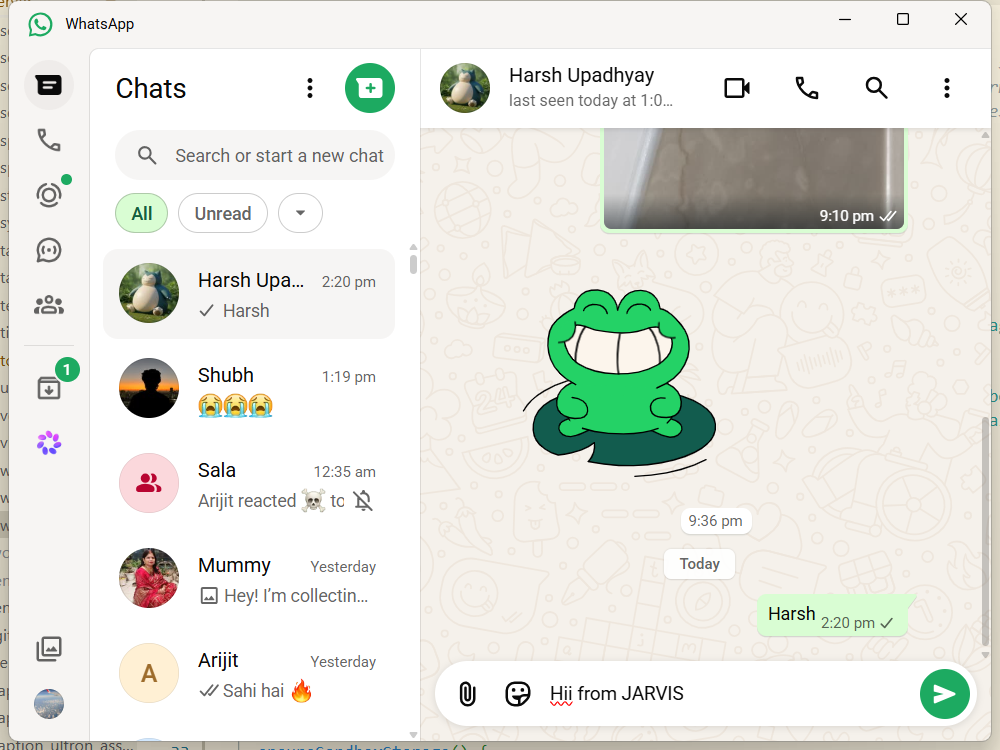 WhatsApp
Chats
Search or start a new chat
All
Unread
Harsh Upa...
2:20 pm
Harsh
Shubh
1:19 pm
😭😭😭
Sala
12:35 am
Arijit reacted ☠️ to
Mummy
Yesterday
Hey! I'm collectin...
A
Arijit
Yesterday
Sahi hai 🔥
1
Harsh Upadhyay
last seen today at 1:0...
9:10 pm
9:36 pm
Today
Harsh
2:20 pm
Hii from JARVIS